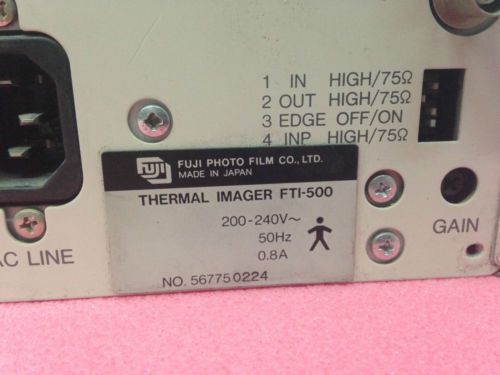 1 IN HIGH/75Ω
2 OUT HIGH/75Ω
3 EDGE OFF/ON
4 INP HIGH/75Ω
FUJI
FUJI PHOTO FILM CO., LTD.
MADE IN JAPAN
THERMAL IMAGER FTI-500
200-240V~
50Hz
0.8A
NO. 567750224
AC LINE
GAIN